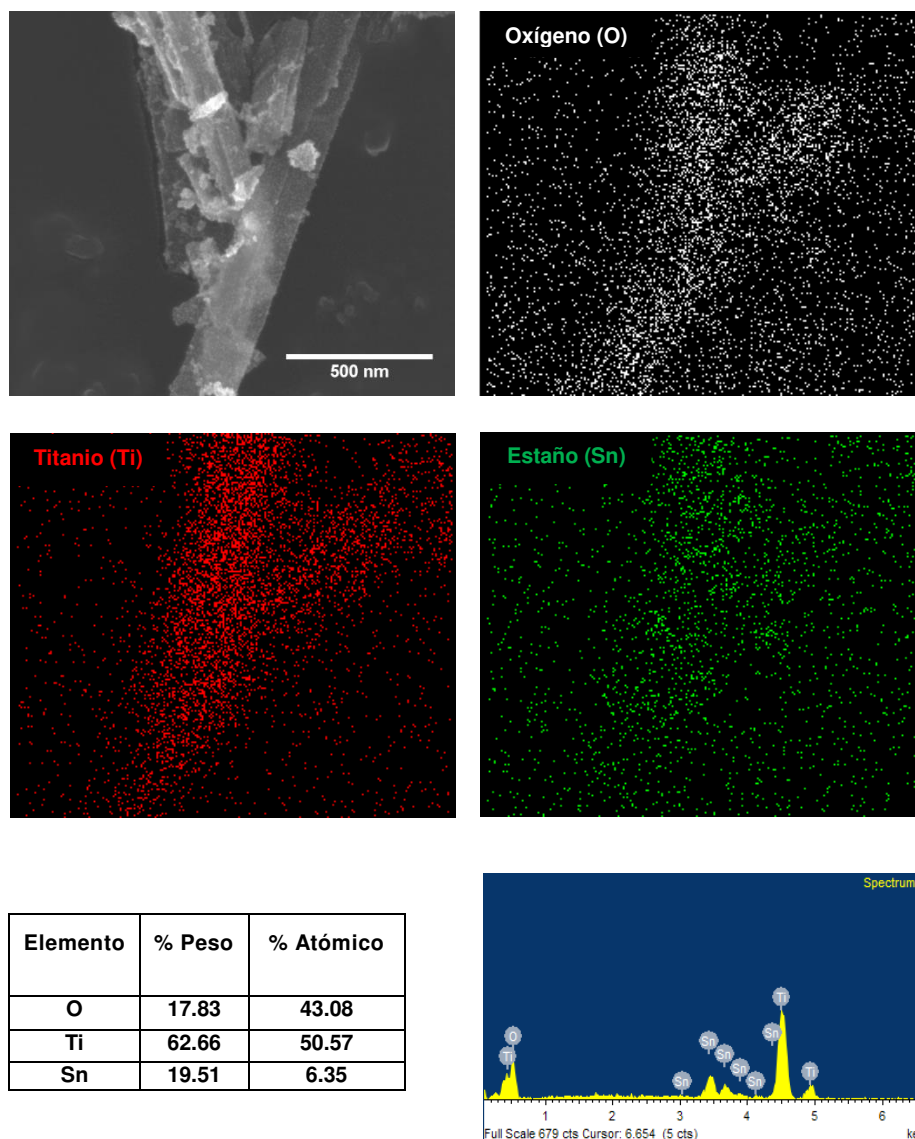 500 nm
Oxígeno (O)
Titanio (Ti)
Estaño (Sn)
Elemento % Peso % Atómico
O 17.83 43.08
Ti 62.66 50.57
Sn 19.51 6.35
Spectrum
Ti
O
Ti
Sn
Sn
Sn
Sn
Sn
Sn
Ti
1 2 3 4 5 6
Full Scale 679 cts Cursor: 6.654 (5 cts) ke